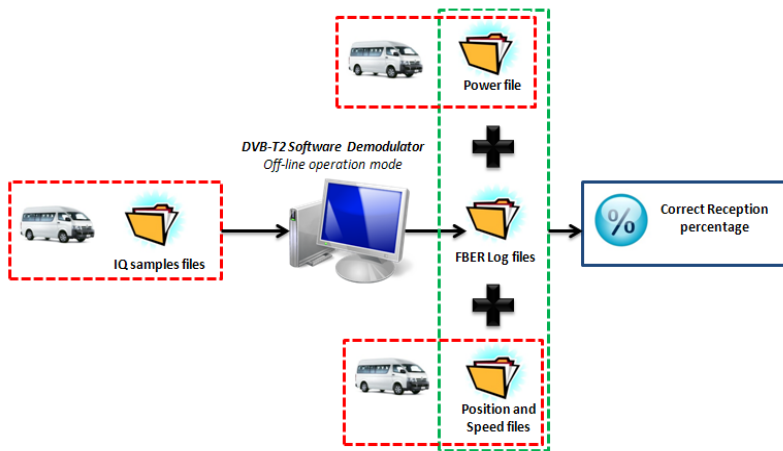 Power file
DVB-T2 Software Demodulator
Off-line operation mode
IQ samples files
FBER Log files
%
Correct Reception
percentage
Position and
Speed files